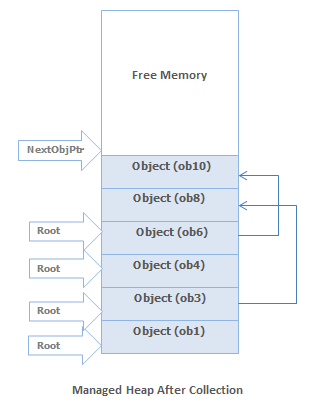 Free Memory
NextObjPtr
Object (ob10)
Object (ob8)
Root
Object (ob6)
Root
Object (ob4)
Root
Object (ob3)
Root
Object (ob1)
Managed Heap After Collection